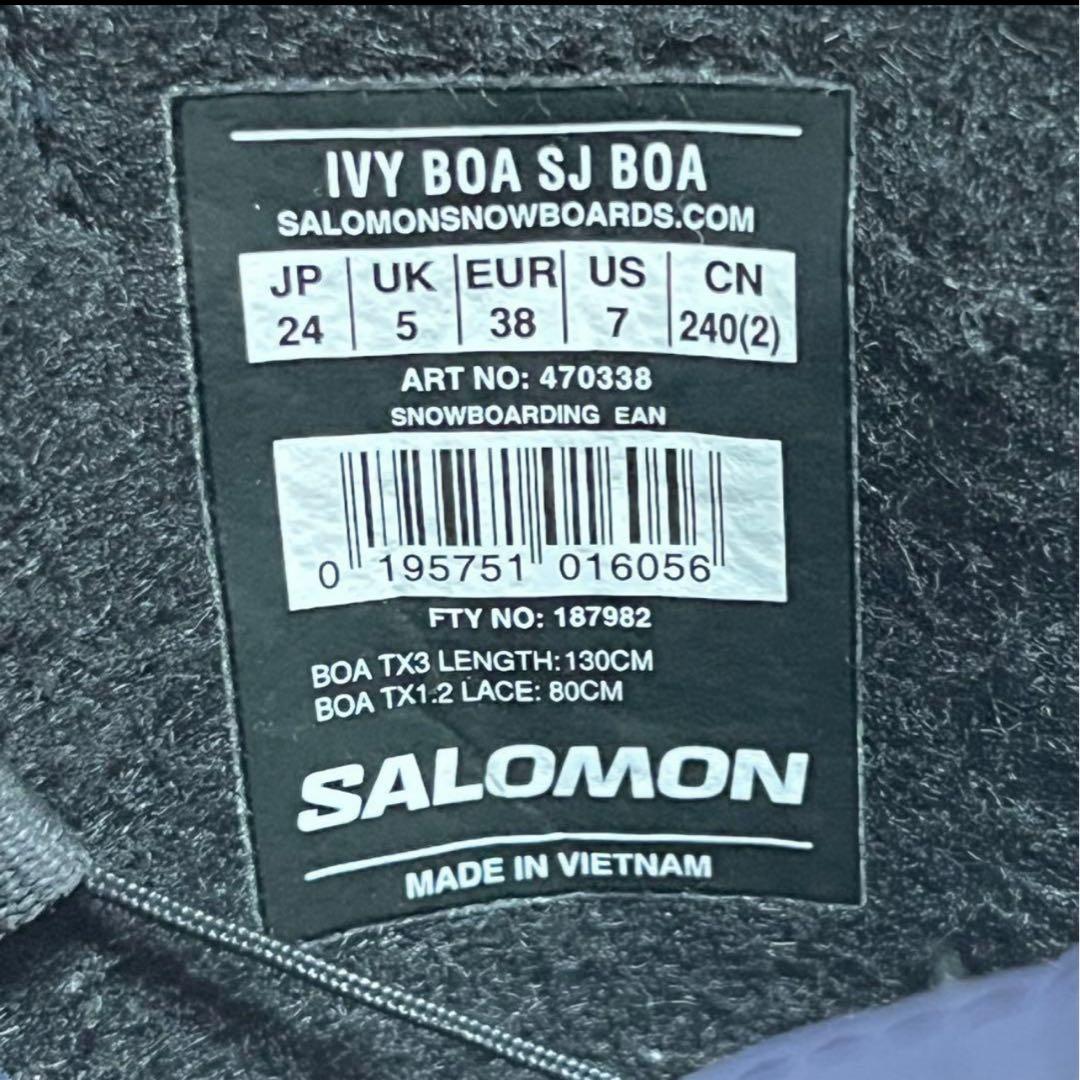 IVY BOA SJ BOA
SALOMONSNOWBOARDS.COM
JP UK EUR US CN
24 5 38 7 240(2)
ART NO: 470338
SNOWBOARDING EAN
0 195751 016056
FTY NO: 187982
BOA TX3 LENGTH: 130CM
BOA TX1.2 LACE: 80CM
SALOMON
MADE IN VIETNAM